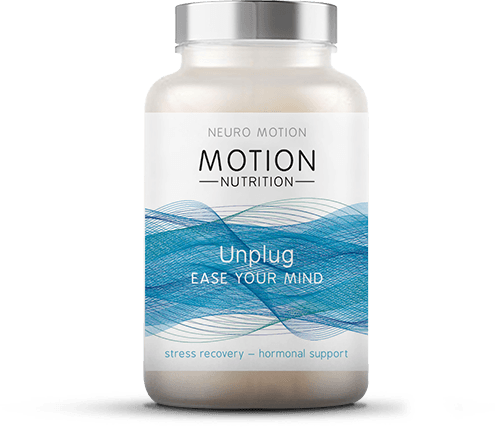 NEURO MOTION
MOTION
NUTRITION
Unplug
EASE YOUR MIND
stress recovery – hormonal support